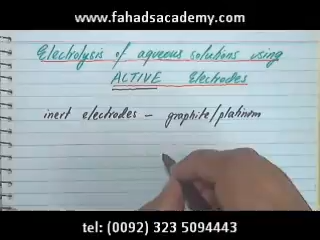 www.fahadsacademy.com
Electrolysis of aqueous solutions using
ACTIVE Electrodes
inert electrodes – graphite/platinum
tel: (0092) 323 5094443